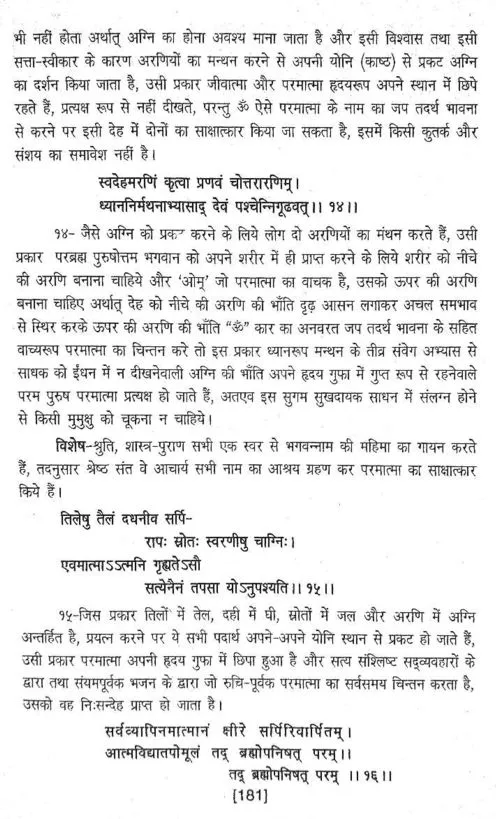 भी नहीं होता अर्थात् अग्नि का होना अवश्य माना जाता है और इसी विश्वास तथा इसी
सत्ता-स्वीकार के कारण अरणियों का मन्थन करने से अपनी योनि (काष्ठ) से प्रकट अग्नि
का दर्शन किया जाता है, उसी प्रकार जीवात्मा और परमात्मा हृदयरूप अपने स्थान में छिपे
रहते हैं, प्रत्यक्ष रूप से नहीं दीखते, परन्तु ॐ ऐसे परमात्मा के नाम का जप तदर्थ भावना
से करने पर इसी देह में दोनों का साक्षात्कार किया जा सकता है, इसमें किसी कुतर्क और
संशय का समावेश नहीं है।
स्वदेहमरणिं कृत्वा प्रणवं चोत्तरारणिम्।
ध्याननिर्मथनाभ्यासाद् देवं पश्चेन्निगूढवत्।। १४।।
१४- जैसे अग्नि को प्रकट करने के लिये लोग दो अरणियों का मंथन करते हैं, उसी
प्रकार परब्रह्म पुरुषोत्तम भगवान को अपने शरीर में ही प्राप्त करने के लिये शरीर को नीचे
की अरणि बनाना चाहिये और 'ओम्' जो परमात्मा का वाचक है, उसको ऊपर की अरणि
बनाना चाहिए अर्थात् देह को नीचे की अरणि की भाँति दृढ़ आसन लगाकर अचल समभाव
से स्थिर करके ऊपर की अरणि की भाँति "ॐ" कार का अनवरत जप तदर्थ भावना के सहित
वाच्यरूप परमात्मा का चिन्तन करे तो इस प्रकार ध्यानरूप मन्थन के तीव्र संवेग अभ्यास से
साधक को ईंधन में न दीखनेवाली अग्नि की भाँति अपने हृदय गुफा में गुप्त रूप से रहनेवाले
परम पुरुष परमात्मा प्रत्यक्ष हो जाते हैं, अतएव इस सुगम सुखदायक साधन में संलग्न होने
से किसी मुमुक्षु को चूकना न चाहिये।
विशेष-श्रुति, शास्त्र-पुराण सभी एक स्वर से भगवन्नाम की महिमा का गायन करते
हैं, तदनुसार श्रेष्ठ संत वे आचार्य सभी नाम का आश्रय ग्रहण कर परमात्मा का साक्षात्कार
किये हैं।
तिलेषु तैलं दधनीव सर्पि-
रापः स्रोतः स्वरणीषु चाग्निः।
एवमात्माऽऽत्मनि गृह्यतेऽसौ
सत्येनैनं तपसा योऽनुपश्यति।। १५।।
१५-जिस प्रकार तिलों में तेल, दही में घी, स्रोतों में जल और अरणि में अग्नि
अन्तर्हित है, प्रयत्न करने पर ये सभी पदार्थ अपने-अपने योनि स्थान से प्रकट हो जाते हैं,
उसी प्रकार परमात्मा अपनी हृदय गुफा में छिपा हुआ है और सत्य संश्लिष्ट सद्व्यवहारों के
द्वारा तथा संयमपूर्वक भजन के द्वारा जो रुचि-पूर्वक परमात्मा का सर्वसमय चिन्तन करता है,
उसको वह निःसन्देह प्राप्त हो जाता है।
सर्वव्यापिनमात्मानं क्षीरे सर्पिरिवार्पितम्।
आत्मविद्यातपोमूलं तद् ब्रह्मोपनिषत् परम्।।
तद् ब्रह्मोपनिषत् परम् ।। १६।।
[181]